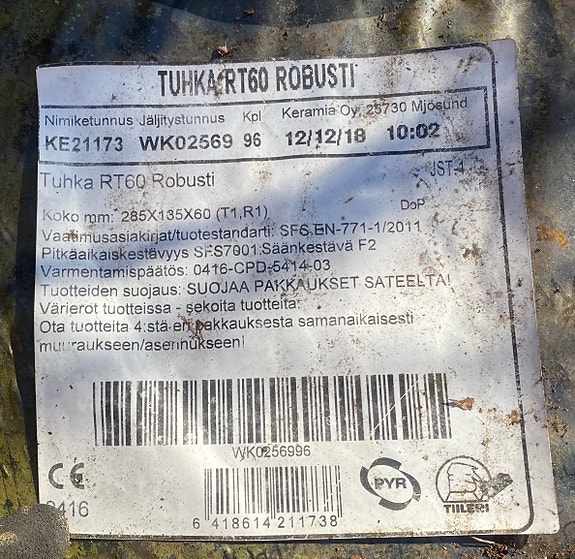 TUHKA RT60 ROBUSTI
Nimiketunnus Jäljitystunnus Kpl Keramia Oy, 25730 Mjösund
KE21173 WK02569 96 12/12/18 10:02
Tuhka RT60 Robusti JST-1
Koko mm: 285X135X60 (T1,R1) DoP
Vaatimusasiakirjat/tuotestandarti: SFS.EN-771-1/2011
Pitkäaikaiskestävyys SFS7001:Säänkestävä F2
Varmentamispäätös: 0416-CPD-5414-03
Tuotteiden suojaus: SUOJAA PAKKAUKSET SATEELTA!
Värierot tuotteissa - sekoita tuotteita:
Ota tuotteita 4:stä eri pakkauksesta samanaikaisesti
muuraukseen/asennukseen!
WK0256996
CE
0416
6 418614 211738
PYR
TIILERI